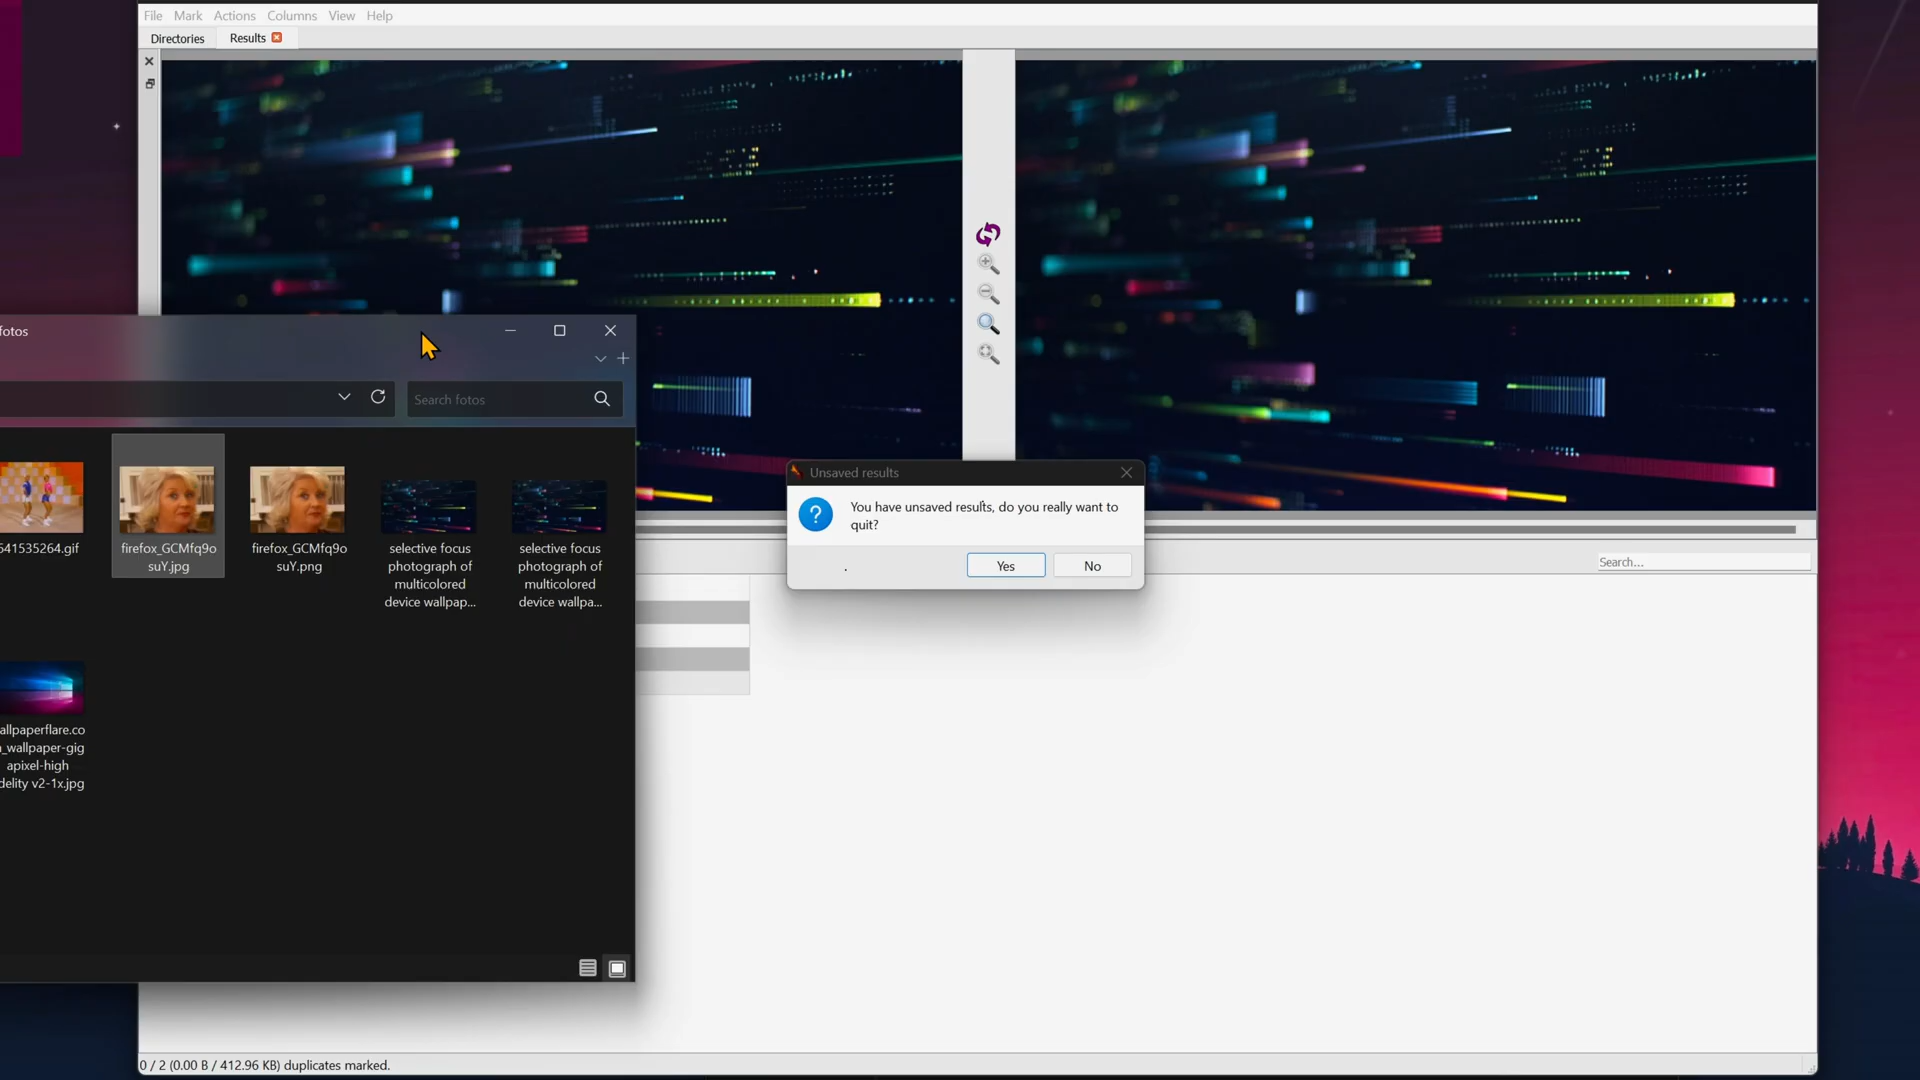 File Mark Actions Columns View Help
Directories Results
fotos
Search fotos
541535264.gif
firefox_GCMfq9o
suY.jpg
firefox_GCMfq9o
suY.png
selective focus
photograph of
multicolored
device wallpap...
selective focus
photograph of
multicolored
device wallpa...
allpaperflare.co
_wallpaper-gig
apixel-high
delity v2-1x.jpg
Unsaved results
You have unsaved results, do you really want to
quit?
Yes No
Search...
0 / 2 (0.00 B / 412.96 KB) duplicates marked.